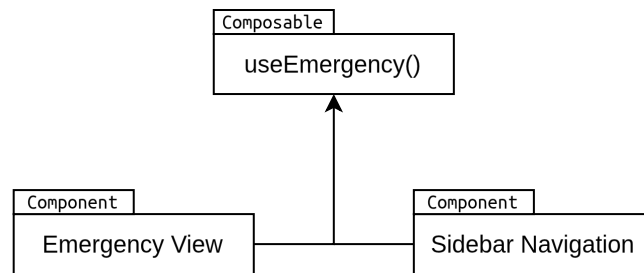 Composable
useEmergency()
Component
Emergency View
Component
Sidebar Navigation